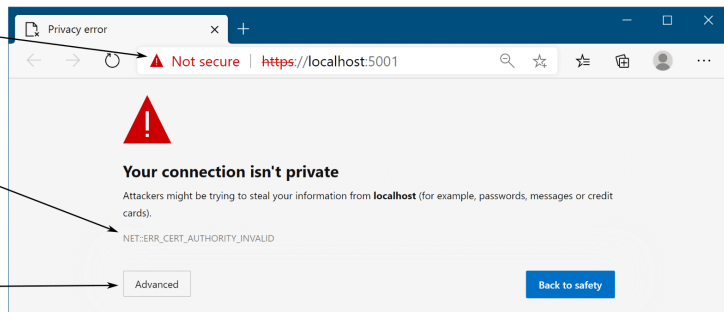 Privacy error
Not secure | https://localhost:5001
Your connection isn't private
Attackers might be trying to steal your information from localhost (for example, passwords, messages or credit
cards).
NET::ERR_CERT_AUTHORITY_INVALID
Advanced
Back to safety